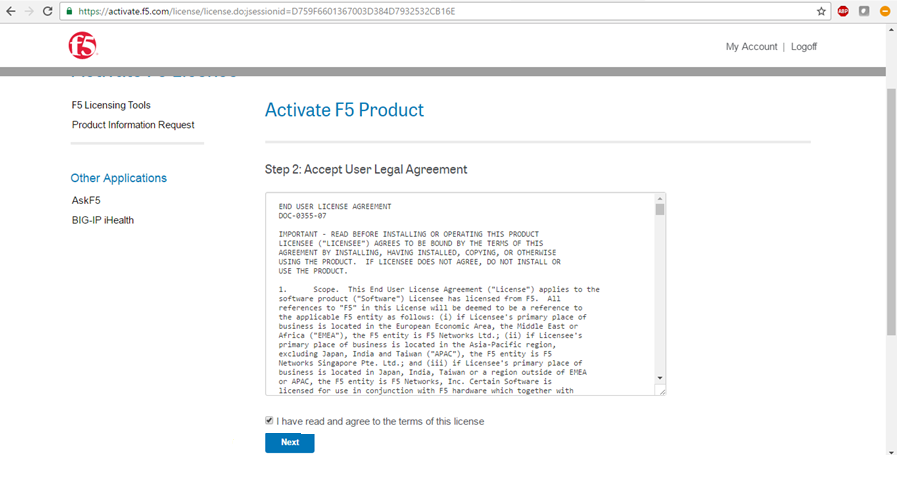 https://activate.f5.com/license/license.do;jsessionid=D759F6601367003D384D7932532CB16E
ABP
f5
My Account | Logoff
Activate F5 License
F5 Licensing Tools
Product Information Request
Other Applications
AskF5
BIG-IP iHealth
Activate F5 Product
Step 2: Accept User Legal Agreement
END USER LICENSE AGREEMENT
DOC-0355-07
IMPORTANT - READ BEFORE INSTALLING OR OPERATING THIS PRODUCT
LICENSEE ("LICENSEE") AGREES TO BE BOUND BY THE TERMS OF THIS
AGREEMENT BY INSTALLING, HAVING INSTALLED, COPYING, OR OTHERWISE
USING THE PRODUCT. IF LICENSEE DOES NOT AGREE, DO NOT INSTALL OR
USE THE PRODUCT.
1. Scope. This End User License Agreement ("License") applies to the
software product ("Software") Licensee has licensed from F5. All
references to "F5" in this License will be deemed to be a reference to
the applicable F5 entity as follows: (i) if Licensee's primary place of
business is located in the European Economic Area, the Middle East or
Africa ("EMEA"), the F5 entity is F5 Networks Ltd.; (ii) if Licensee's
primary place of business is located in the Asia-Pacific region,
excluding Japan, India and Taiwan ("APAC"), the F5 entity is F5
Networks Singapore Pte. Ltd.; and (iii) if Licensee's primary place of
business is located in Japan, India, Taiwan or a region outside of EMEA
or APAC, the F5 entity is F5 Networks, Inc. Certain Software is
licensed for use in conjunction with F5 hardware which together with
I have read and agree to the terms of this license
Next